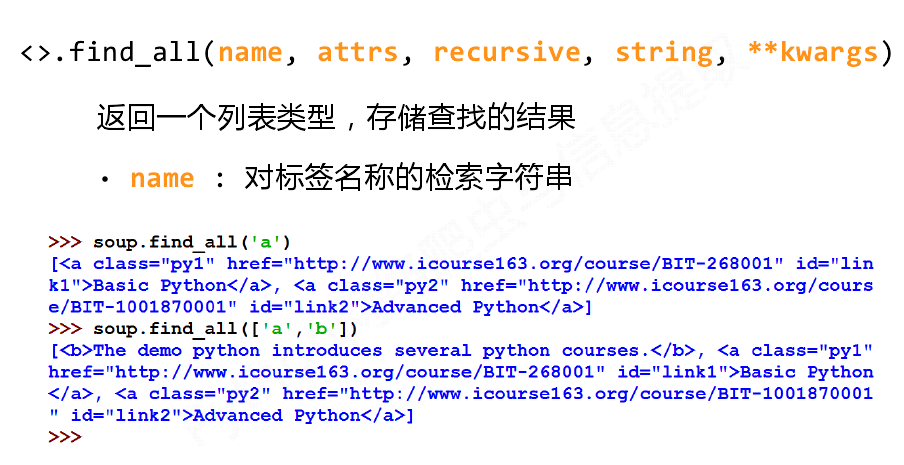 <>.find_all(name, attrs, recursive, string, **kwargs)
返回一个列表类型，存储查找的结果
• name : 对标签名称的检索字符串
>>> soup.find_all('a')
[<a class="py1" href="http://www.icourse163.org/course/BIT-268001" id="lin
k1">Basic Python</a>, <a class="py2" href="http://www.icourse163.org/cours
e/BIT-1001870001" id="link2">Advanced Python</a>]
>>> soup.find_all(['a','b'])
[<b>The demo python introduces several python courses.</b>, <a class="py1"
href="http://www.icourse163.org/course/BIT-268001" id="link1">Basic Python
</a>, <a class="py2" href="http://www.icourse163.org/course/BIT-1001870001
" id="link2">Advanced Python</a>]
>>>